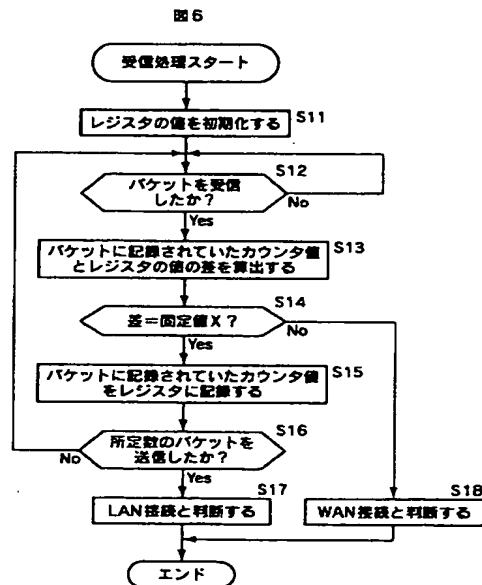 図6
受信処理スタート
レジスタの値を初期化する
S11
S12
パケットを受信
したか?
No
Yes
S13
パケットに記録されていたカウンタ値
とレジスタの値の差を算出する
S14
差=固定値X?
No
Yes
S15
パケットに記録されていたカウンタ値
をレジスタに記録する
S16
所定数のパケットを
送信したか?
No
Yes
S17
LAN接続と判断する
S18
WAN接続と判断する
エンド